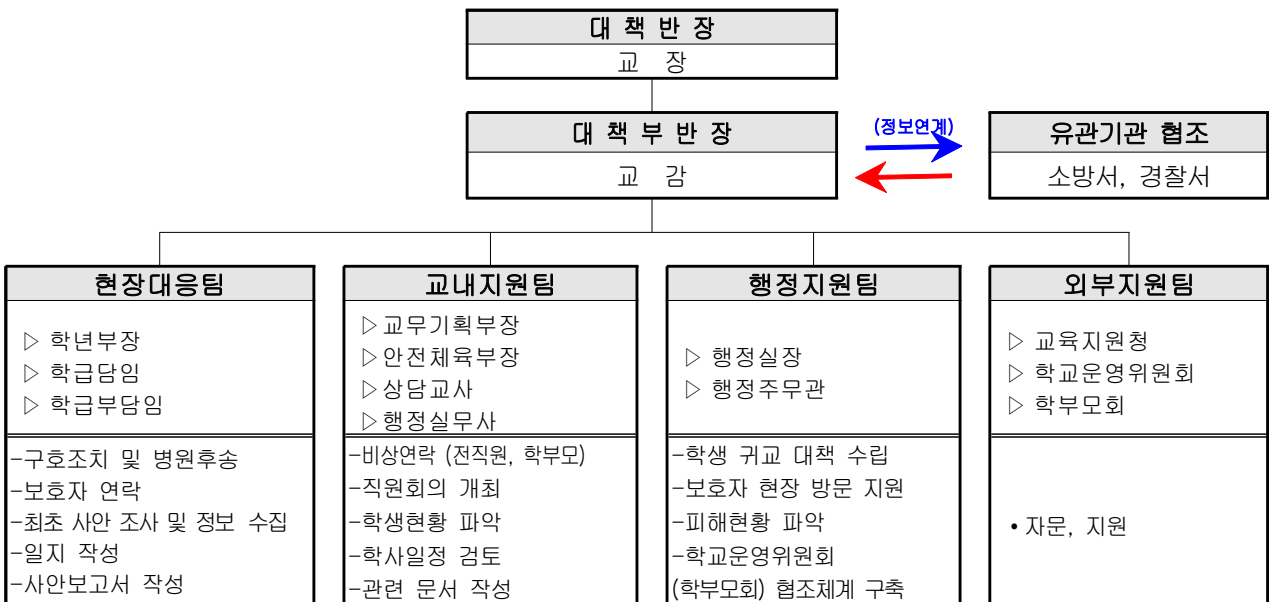 대 책 반 장
교 장
대 책 부 반 장
교 감
(정보연계)
유관기관 협조
소방서, 경찰서
현장대응팀
▷ 학년부장
▷ 학급담임
▷ 학급부담임
-구호조치 및 병원후송
-보호자 연락
-최초 사안 조사 및 정보 수집
-일지 작성
-사안보고서 작성
교내지원팀
▷교무기획부장
▷안전체육부장
▷상담교사
▷행정실무사
-비상연락 (전직원, 학부모)
-직원회의 개최
-학생현황 파악
-학사일정 검토
-관련 문서 작성
행정지원팀
▷ 행정실장
▷ 행정주무관
-학생 귀교 대책 수립
-보호자 현장 방문 지원
-피해현황 파악
-학교운영위원회
(학부모회) 협조체계 구축
외부지원팀
▷ 교육지원청
▷ 학교운영위원회
▷ 학부모회
• 자문, 지원